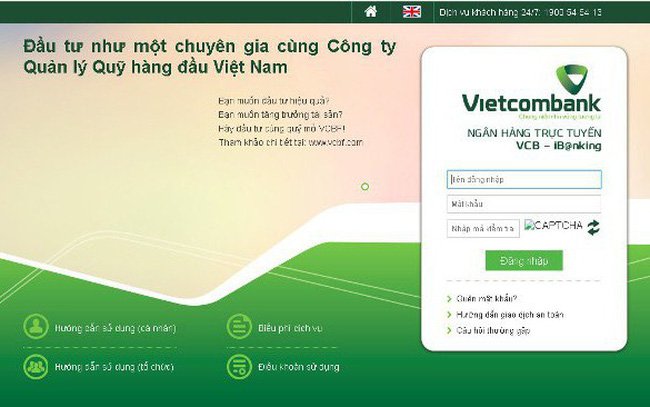 Dịch vụ khách hàng 24/7: 1900 54 54 13
Đầu tư như một chuyên gia cùng Công ty
Quản lý Quỹ hàng đầu Việt Nam
Bạn muốn đầu tư hiệu quả?
Bạn muốn tăng trưởng tài sản?
Hãy đầu tư cùng quỹ mở VCBF!
Tham khảo chi tiết tại: www.vcbf.com
Vietcombank
Chung niềm tin vững tương lai
NGÂN HÀNG TRỰC TUYẾN
VCB – iB@nking
Tên đăng nhập
Mật khẩu
Nhập mã kiểm tra
CAPTCHA
Đăng nhập
Quên mật khẩu?
Hướng dẫn giao dịch an toàn
Câu hỏi thường gặp
Hướng dẫn sử dụng (cá nhân)
Biểu phí dịch vụ
Hướng dẫn sử dụng (tổ chức)
Điều khoản sử dụng